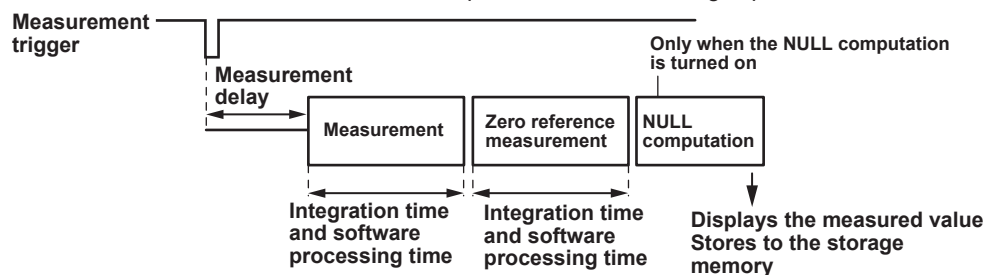 Measurement
trigger
Only when the NULL computation
is turned on
Measurement
delay
Measurement
Zero reference
measurement
NULL
computation
Integration time
and software
processing time
Integration time
and software
processing time
Displays the measured value
Stores to the storage
memory